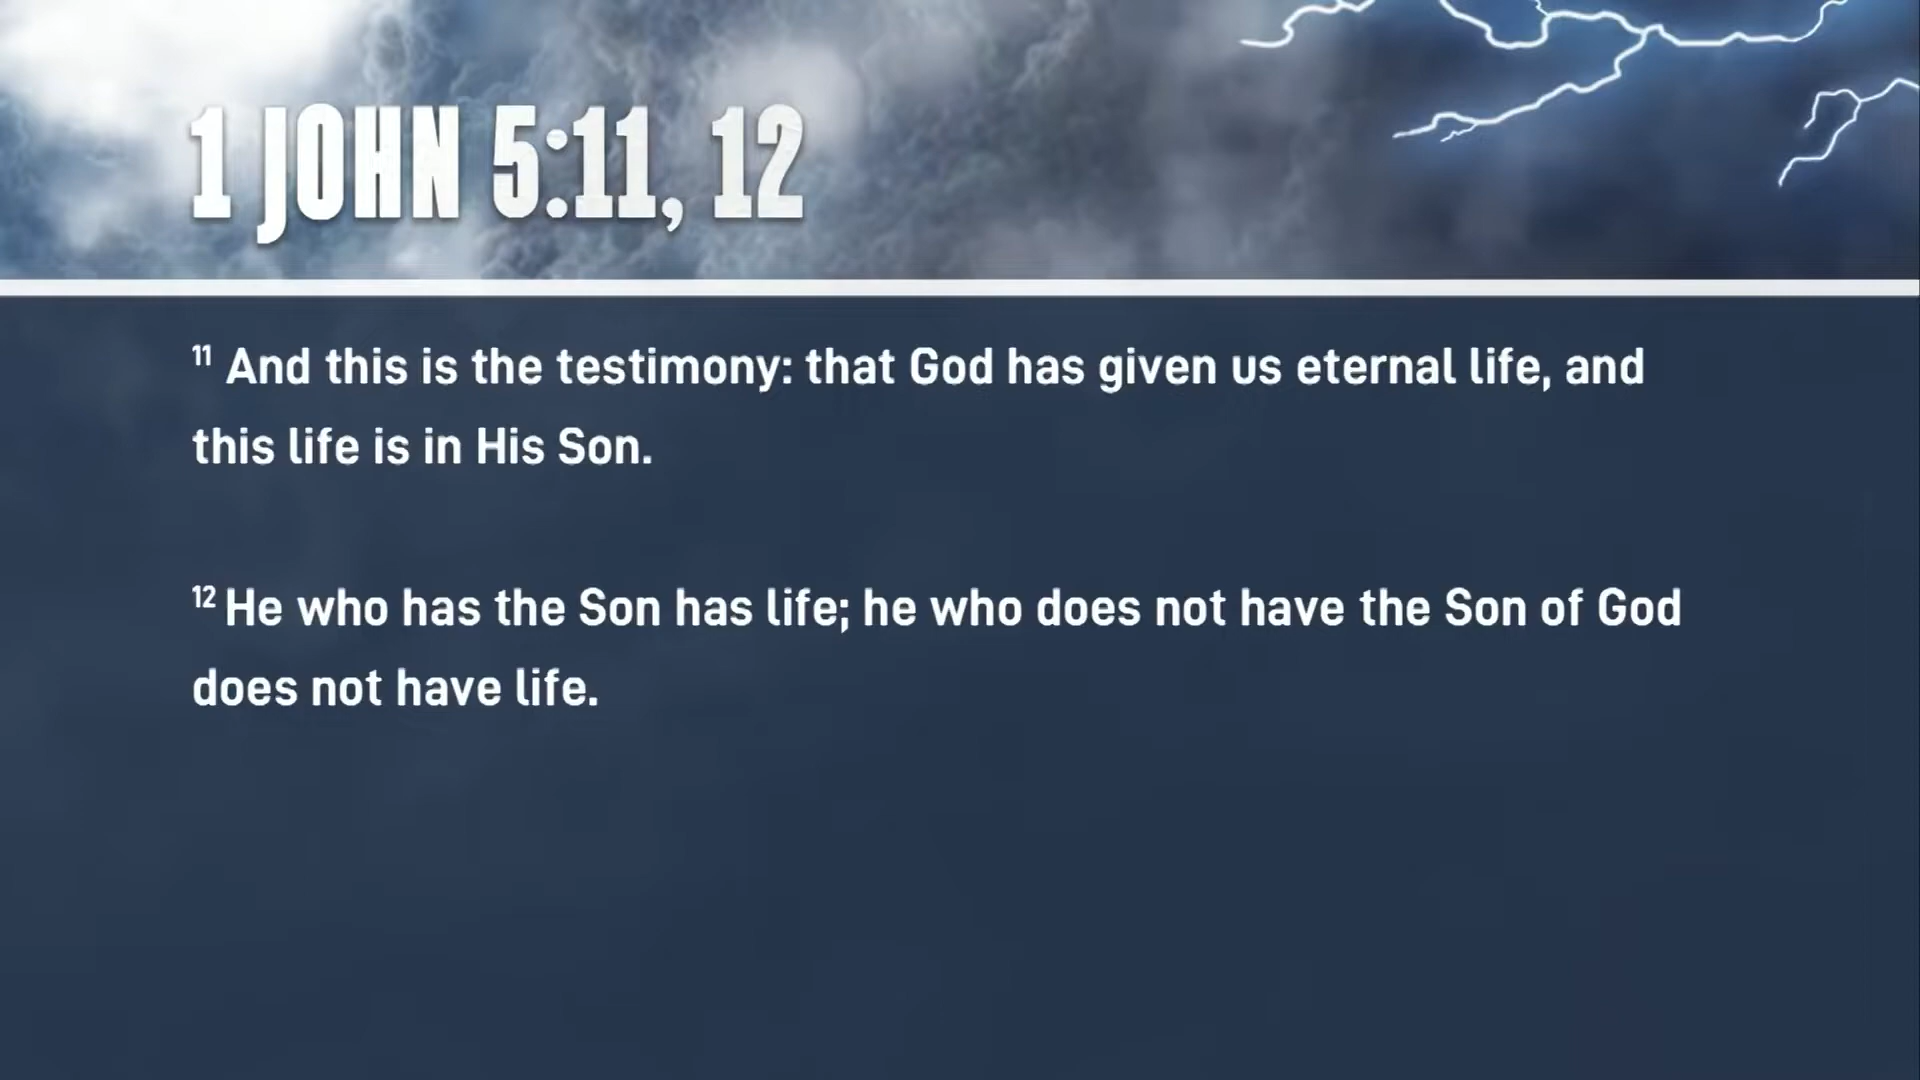 1 JOHN 5:11, 12
11 And this is the testimony: that God has given us eternal life, and
this life is in His Son.
12 He who has the Son has life; he who does not have the Son of God
does not have life.